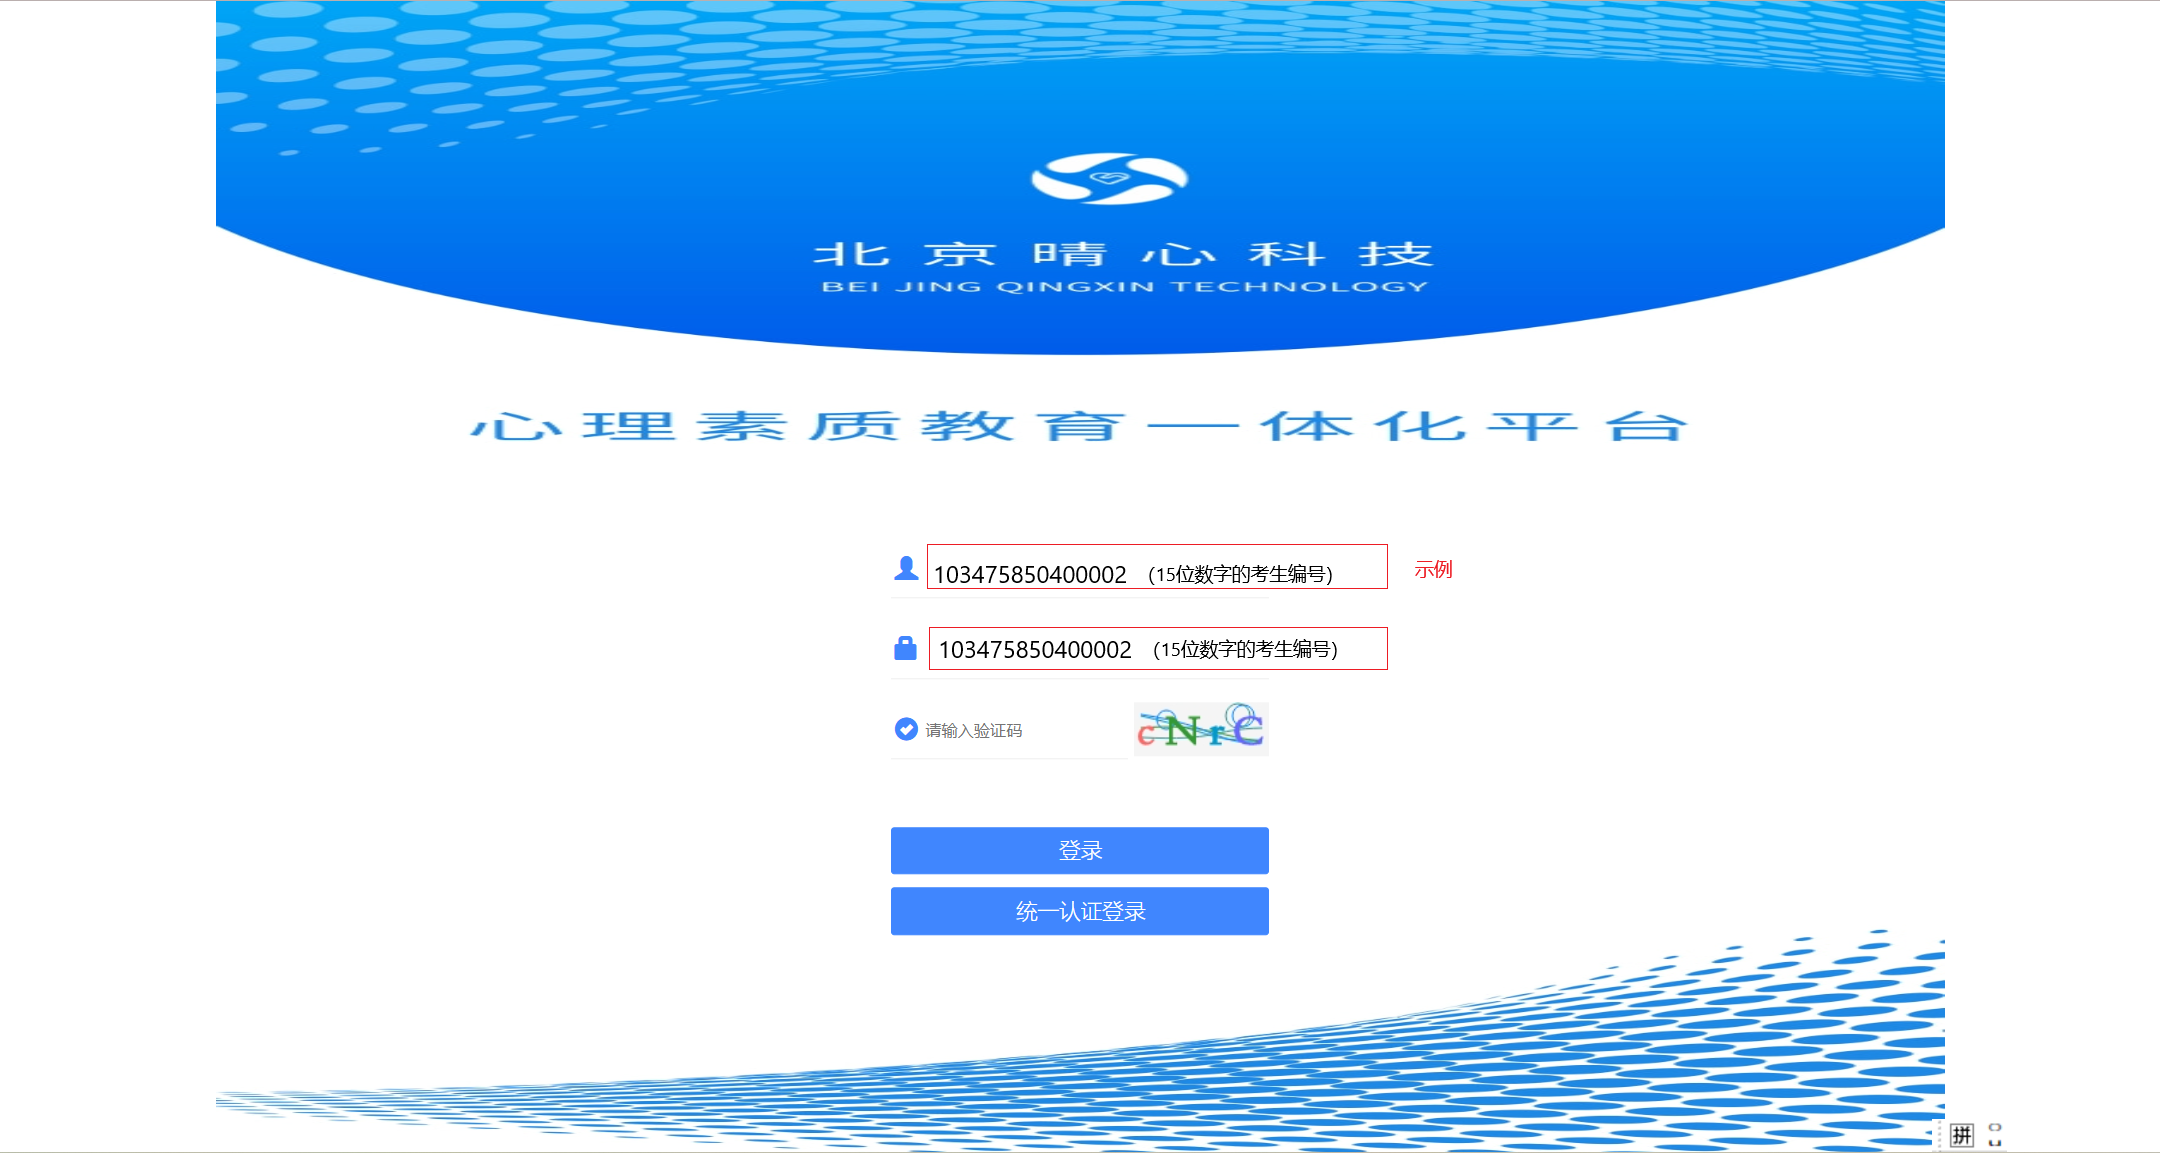 北京晴心科技
BEI JING QINGXIN TECHNOLOGY
心理素质教育一体化平台
103475850400002 （15位数字的考生编号） 示例
103475850400002 （15位数字的考生编号）
请输入验证码 cNrC
登录
统一认证登录
拼